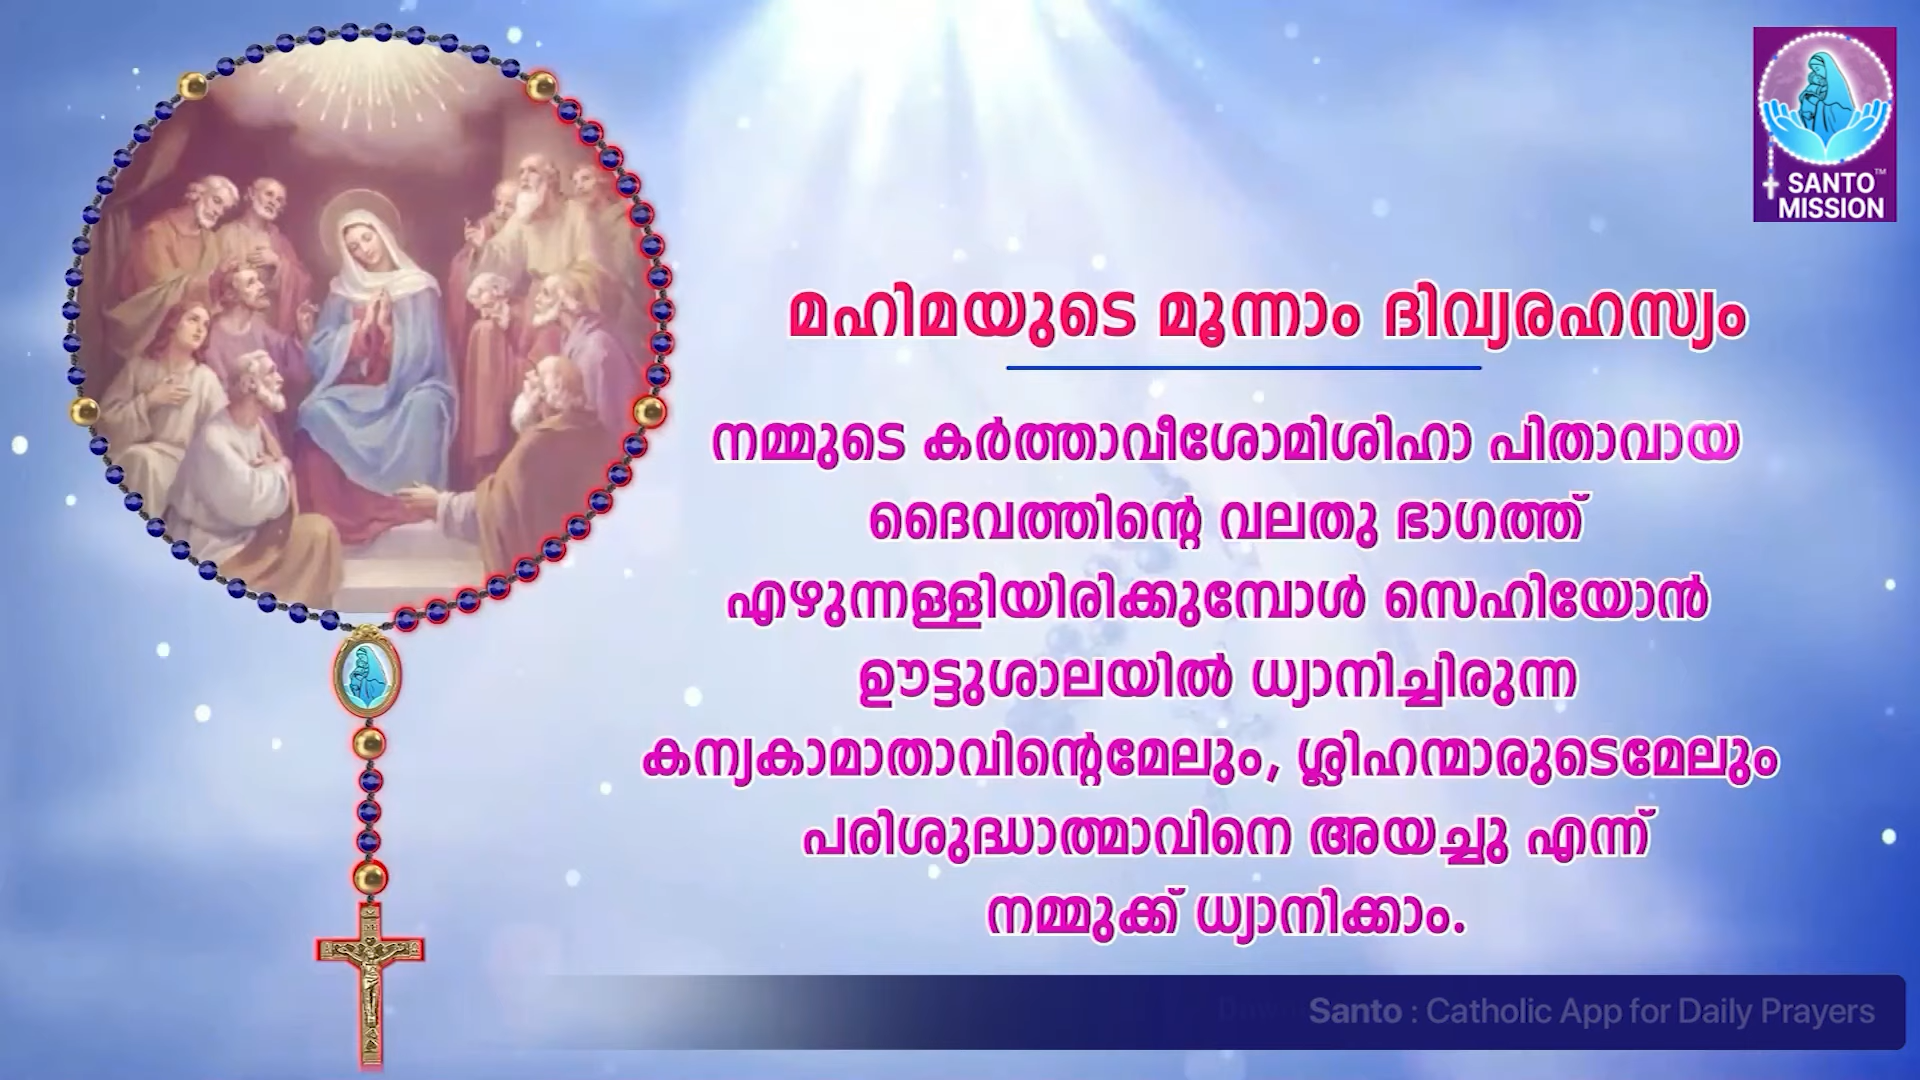 SANTO™
MISSION
മഹിമയുടെ മൂന്നാം ദിവ്യരഹസ്യം
നമ്മുടെ കർത്താവീശോമിശിഹാ പിതാവായ
ദൈവത്തിന്റെ വലതു ഭാഗത്ത്
എഴുന്നള്ളിയിരിക്കുമ്പോൾ സെഹിയോൻ
ഊട്ടുശാലയിൽ ധ്യാനിച്ചിരുന്ന
കന്യകാമാതാവിന്റെമേലും, ശ്ലിഹന്മാരുടെമേലും
പരിശുദ്ധാത്മാവിനെ അയച്ചു എന്ന്
നമ്മുക്ക് ധ്യാനിക്കാം.
Santo : Catholic App for Daily Prayers